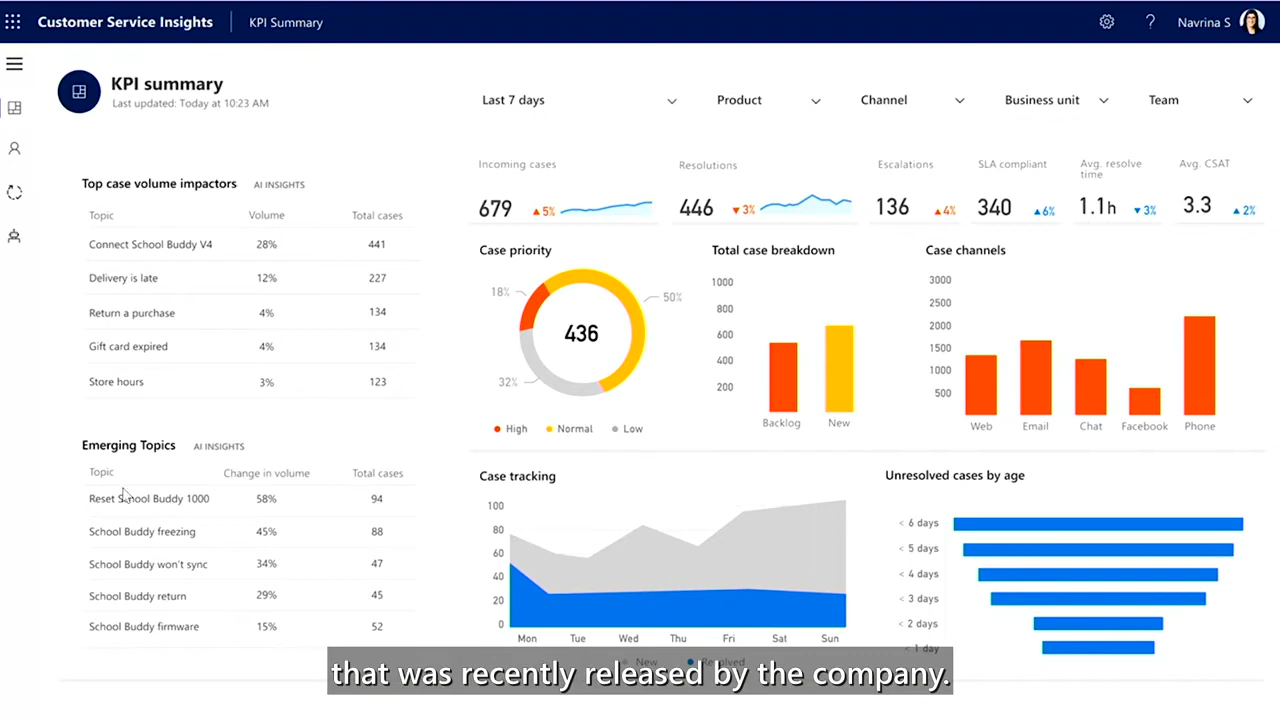 Customer Service Insights
KPI Summary
? Navrina S
KPI summary
Last updated: Today at 10:23 AM
Last 7 days
Product
Channel
Business unit
Team
Top case volume impactors AI INSIGHTS
Topic Volume Total cases
Connect School Buddy V4 28% 441
Delivery is late 12% 227
Return a purchase 4% 134
Gift card expired 4% 134
Store hours 3% 123
Emerging Topics AI INSIGHTS
Topic Change in volume Total cases
Reset School Buddy 1000 58% 94
School Buddy freezing 45% 88
School Buddy won't sync 34% 47
School Buddy return 29% 45
School Buddy firmware 15% 52
Incoming cases
679 ▲5%
Resolutions
446 ▼3%
Escalations
136 ▲4%
SLA compliant
340 ▲6%
Avg. resolve
time
1.1h ▼3%
Avg. CSAT
3.3 ▲2%
Case priority
18%
50%
436
32%
High Normal Low
Total case breakdown
1000
800
600
400
200
Backlog New
Case channels
3000
2500
2000
1500
1000
500
Web Email Chat Facebook Phone
Case tracking
100
80
60
40
20
0
Mon Tue Wed Thu Fri Sat Sun
New Resolved
Unresolved cases by age
< 6 days
< 5 days
< 4 days
< 3 days
< 2 days
< 1 day
that was recently released by the company.